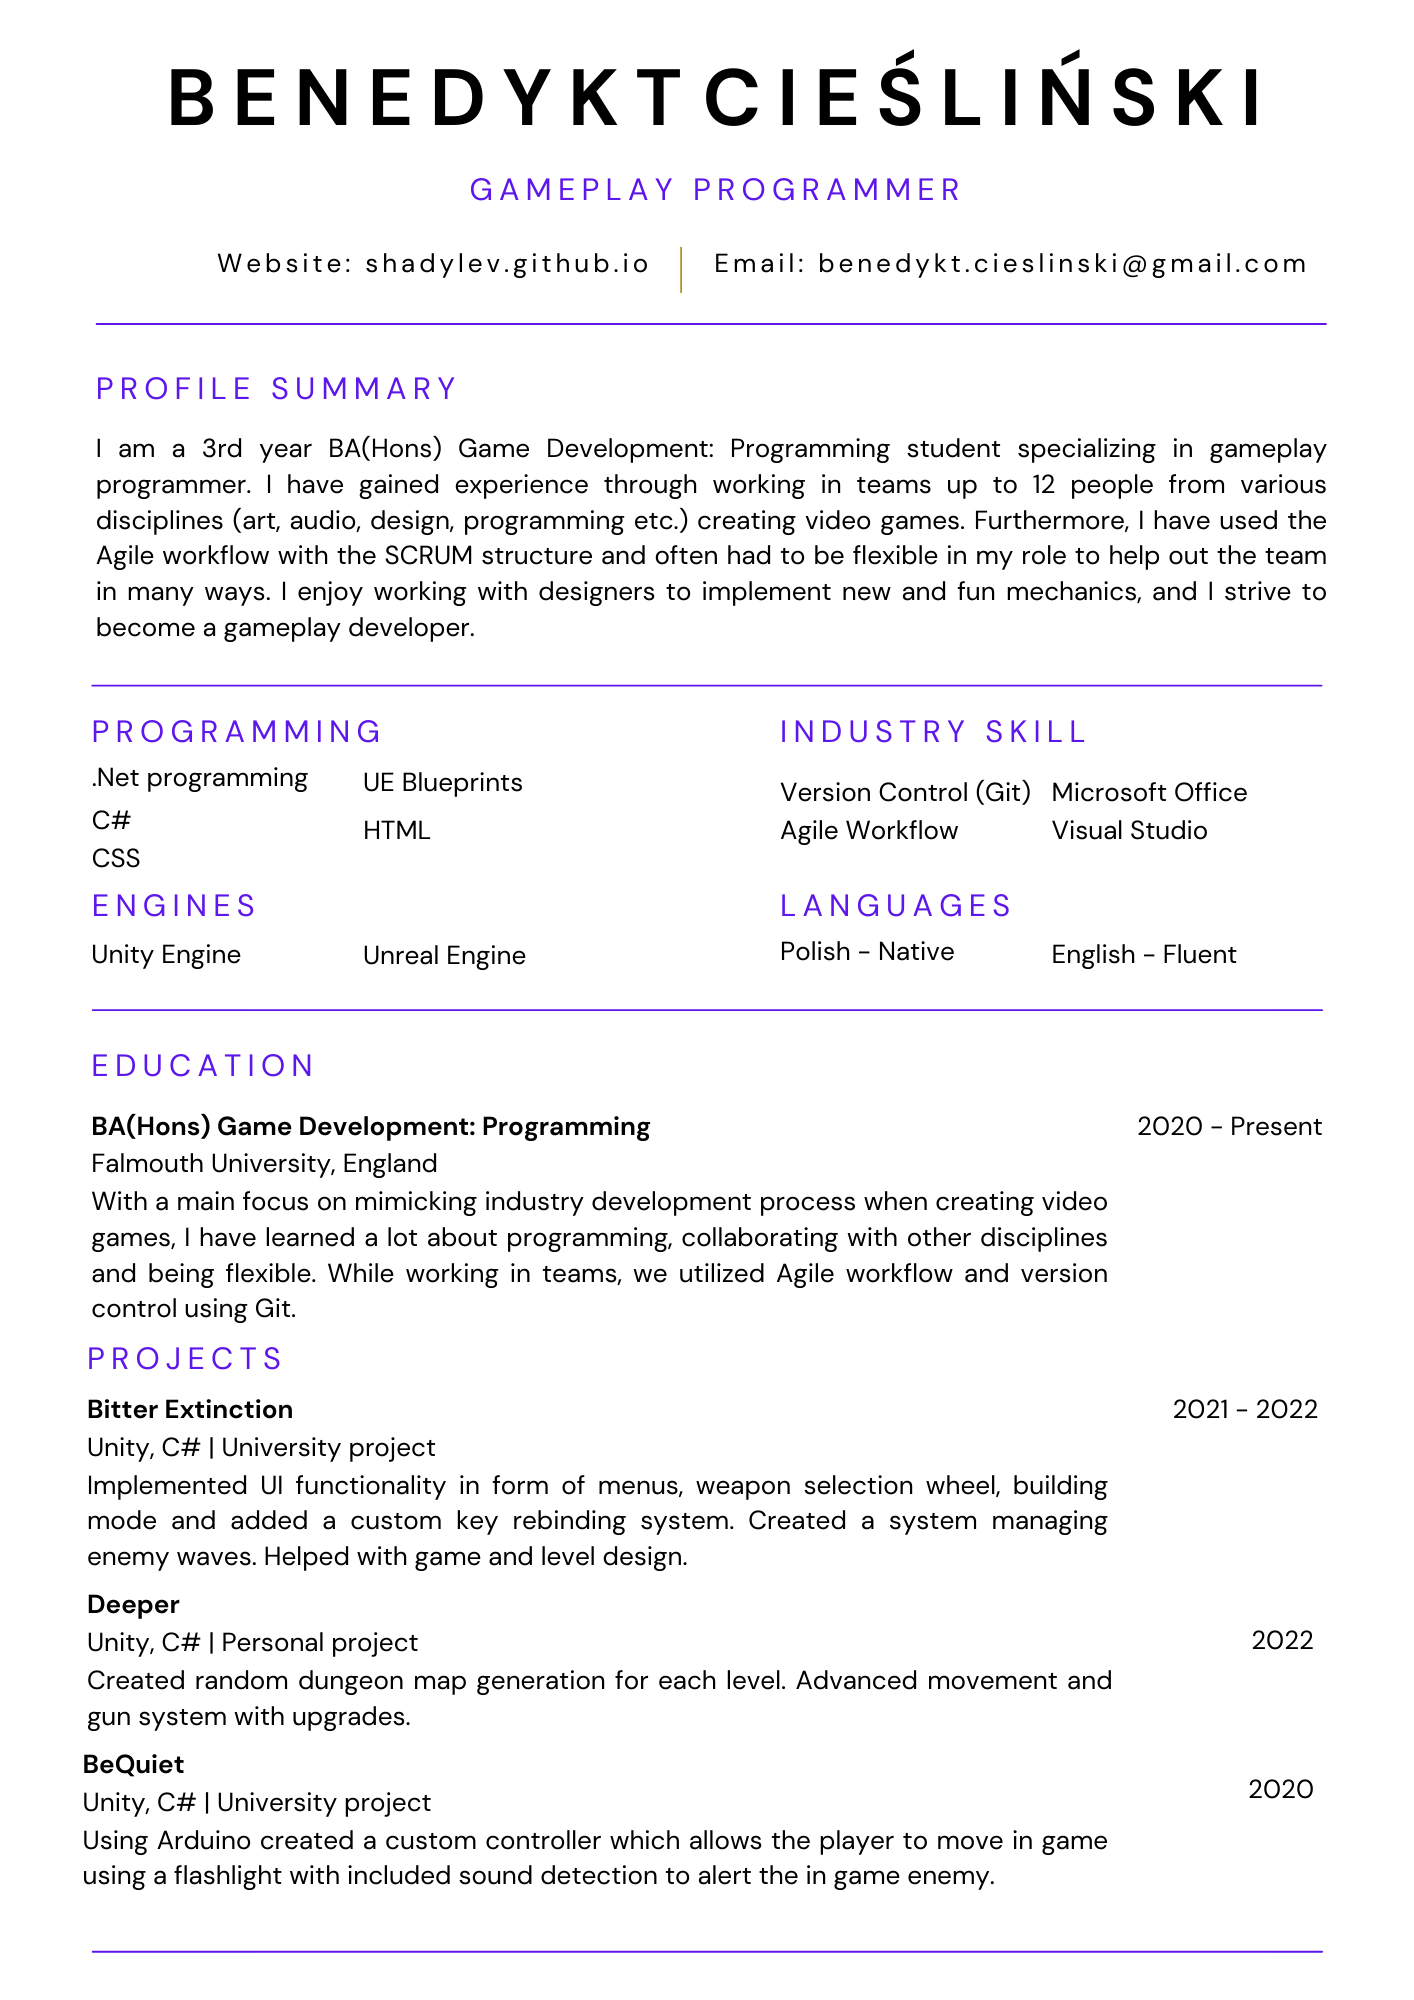 BENEDYKT CIEŚLIŃSKI
GAMEPLAY PROGRAMMER
Website: shadylev.github.io
Email: benedykt.cieslinski@gmail.com
PROFILE SUMMARY
I am a 3rd year BA(Hons) Game Development: Programming student specializing in gameplay
programmer. I have gained experience through working in teams up to 12 people from various
disciplines (art, audio, design, programming etc.) creating video games. Furthermore, I have used the
Agile workflow with the SCRUM structure and often had to be flexible in my role to help out the team
in many ways. I enjoy working with designers to implement new and fun mechanics, and I strive to
become a gameplay developer.
PROGRAMMING
.Net programming
UE Blueprints
C#
HTML
CSS
INDUSTRY SKILL
Version Control (Git)
Microsoft Office
Agile Workflow
Visual Studio
ENGINES
Unity Engine
Unreal Engine
LANGUAGES
Polish - Native
English - Fluent
EDUCATION
BA(Hons) Game Development: Programming
2020 - Present
Falmouth University, England
With a main focus on mimicking industry development process when creating video
games, I have learned a lot about programming, collaborating with other disciplines
and being flexible. While working in teams, we utilized Agile workflow and version
control using Git.
PROJECTS
Bitter Extinction
2021 - 2022
Unity, C# | University project
Implemented UI functionality in form of menus, weapon selection wheel, building
mode and added a custom key rebinding system. Created a system managing
enemy waves. Helped with game and level design.
Deeper
Unity, C# | Personal project
2022
Created random dungeon map generation for each level. Advanced movement and
gun system with upgrades.
BeQuiet
2020
Unity, C# | University project
Using Arduino created a custom controller which allows the player to move in game
using a flashlight with included sound detection to alert the in game enemy.